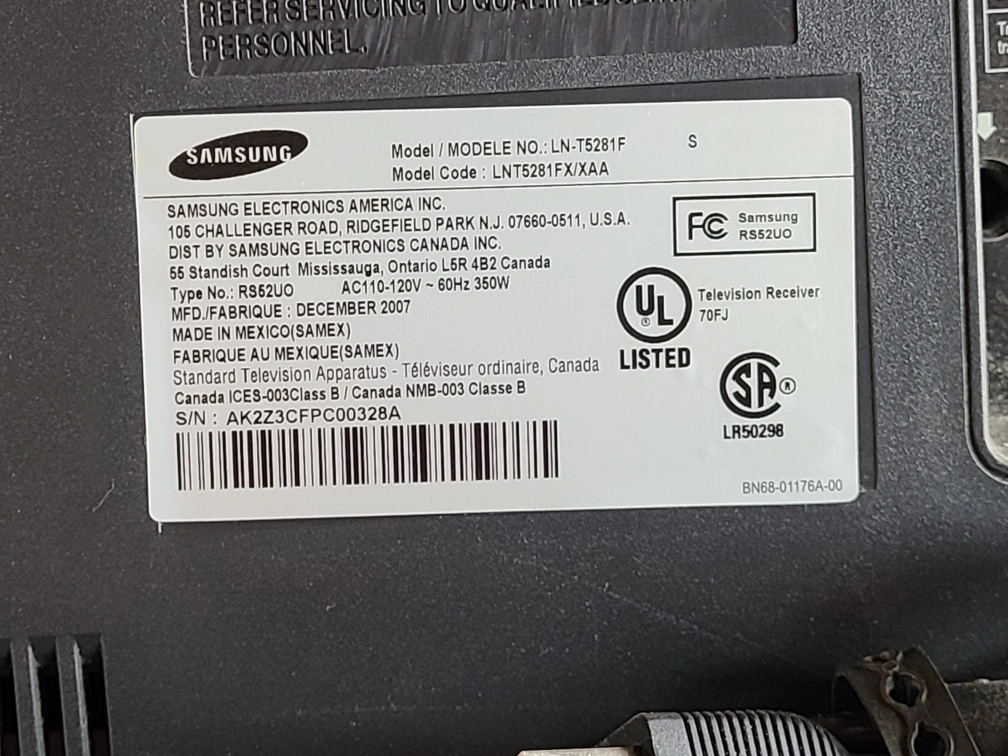 REFER SERVICING TO QUALIFIED
PERSONNEL.
SAMSUNG
Model / MODELE NO.: LN-T5281F S
Model Code : LNT5281FX/XAA
SAMSUNG ELECTRONICS AMERICA INC.
105 CHALLENGER ROAD, RIDGEFIELD PARK N.J. 07660-0511, U.S.A.
DIST BY SAMSUNG ELECTRONICS CANADA INC.
55 Standish Court Mississauga, Ontario L5R 4B2 Canada
Type No.: RS52UO AC110-120V ~ 60Hz 350W
MFD./FABRIQUE : DECEMBER 2007
MADE IN MEXICO(SAMEX)
FABRIQUE AU MEXIQUE(SAMEX)
Standard Television Apparatus - Téléviseur ordinaire, Canada
Canada ICES-003Class B / Canada NMB-003 Classe B
S/N : AK2Z3CFPC00328A
FC Samsung
RS52UO
UL ® Television Receiver
70FJ
LISTED
SA ®
LR50298
BN68-01176A-00